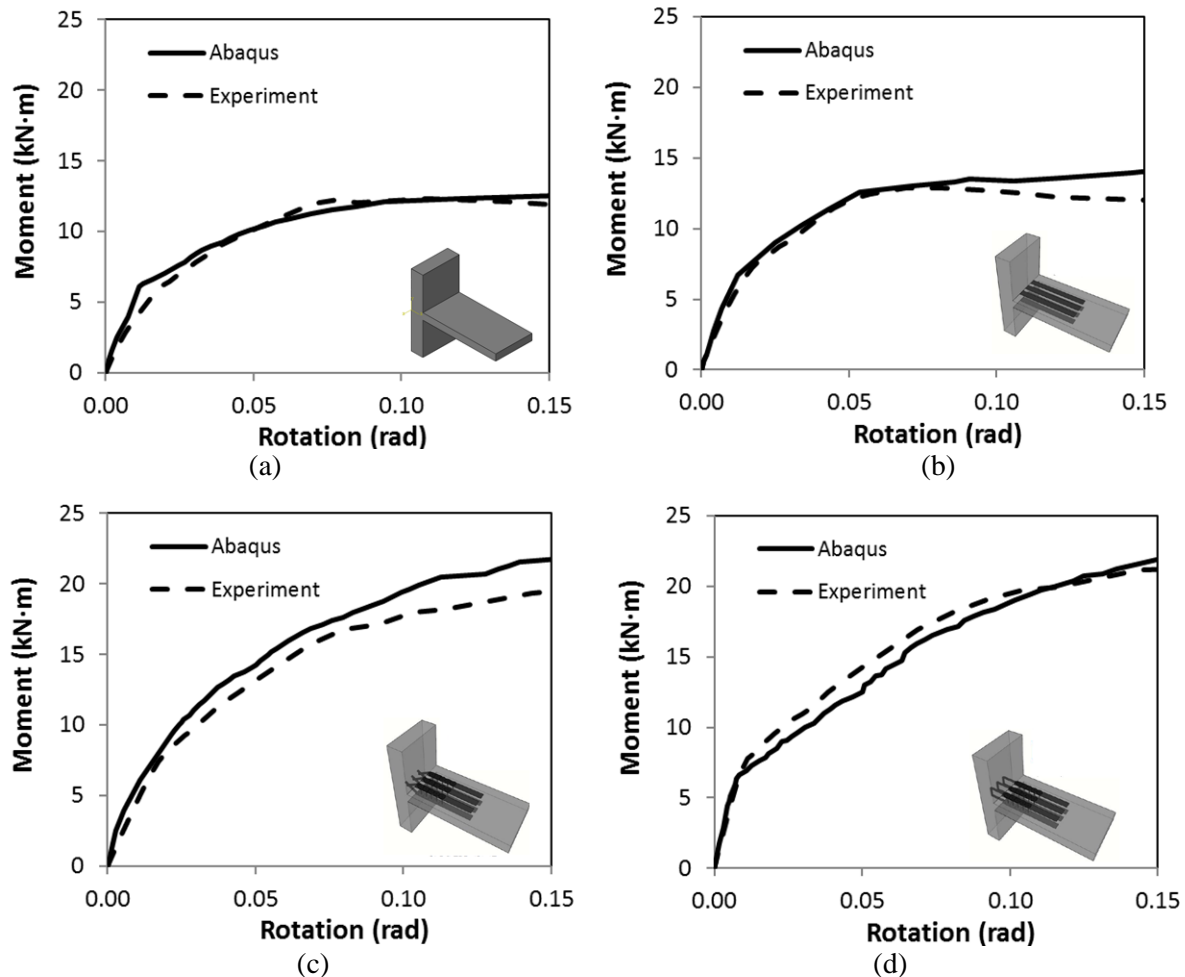 25
20
15
10
5
0
Moment (kN·m)
Abaqus
Experiment
0.00
0.05
0.10
0.15
Rotation (rad)
(a)
25
20
15
10
5
0
Moment (kN·m)
Abaqus
Experiment
0.00
0.05
0.10
0.15
Rotation (rad)
(b)
25
20
15
10
5
0
Moment (kN·m)
Abaqus
Experiment
0.00
0.05
0.10
0.15
Rotation (rad)
(c)
25
20
15
10
5
0
Moment (kN·m)
Abaqus
Experiment
0.00
0.05
0.10
0.15
Rotation (rad)
(d)